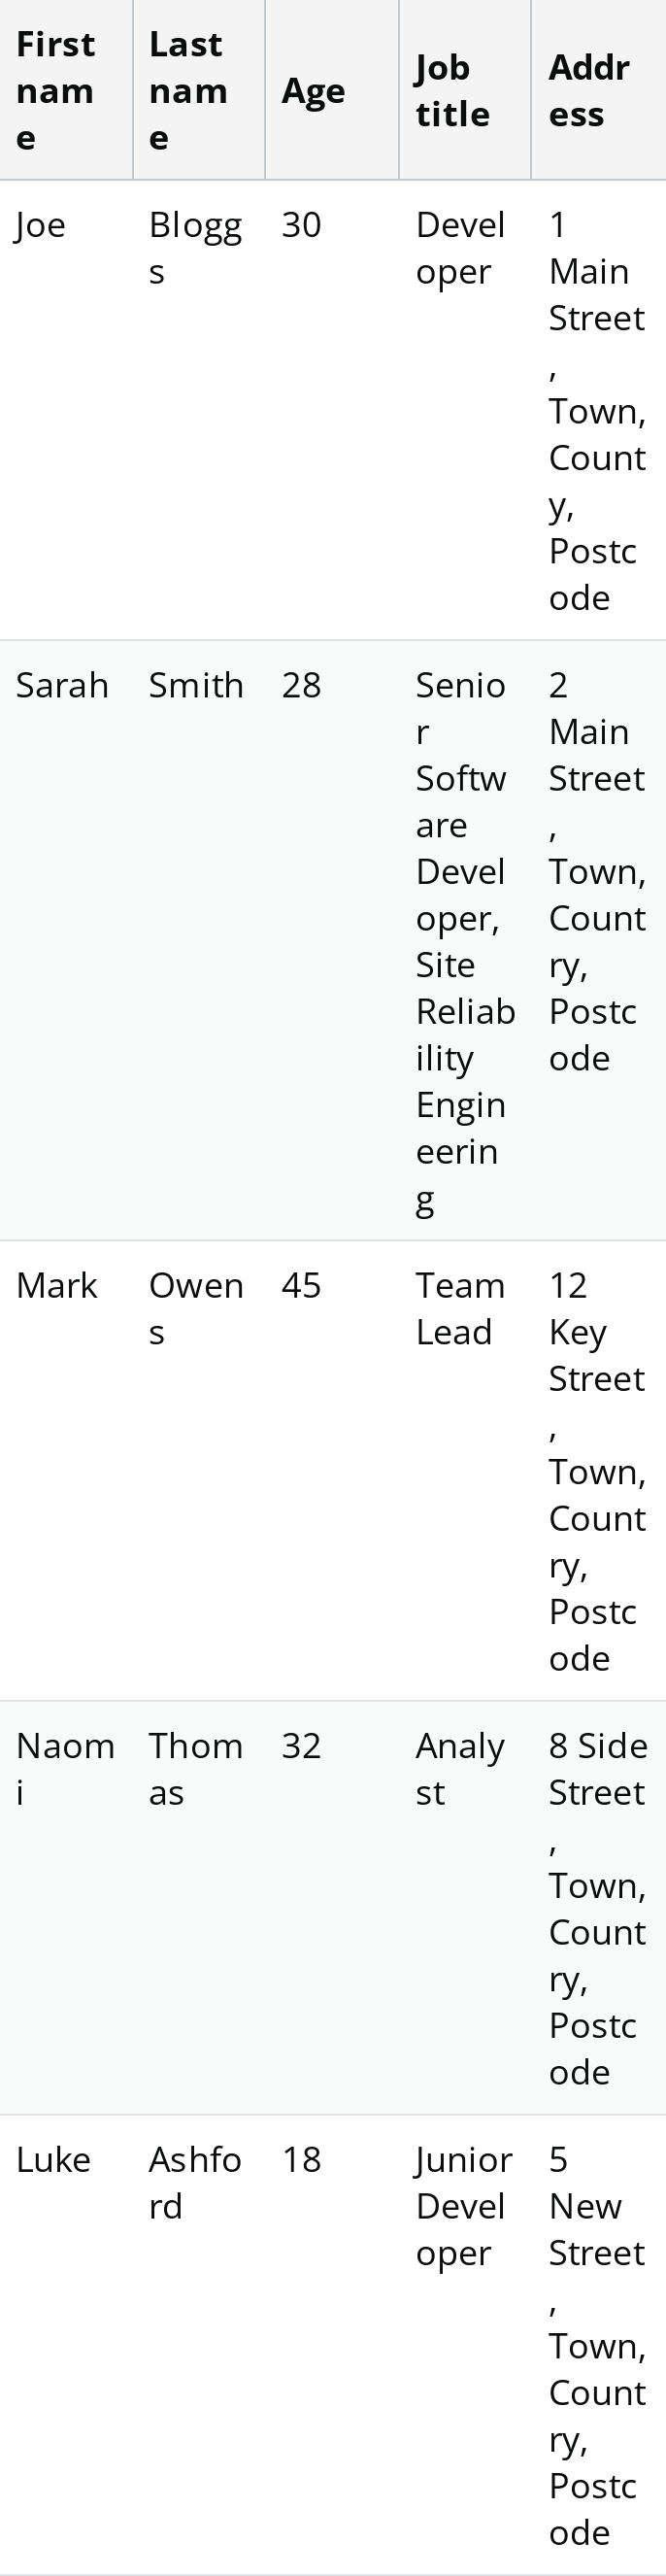 First name Last name Age Job title Address
Joe Bloggs 30 Developer 1 Main Street, Town, County, Postcode
Sarah Smith 28 Senior Software Developer, Site Reliability Engineering 2 Main Street, Town, Country, Postcode
Mark Owens 45 Team Lead 12 Key Street, Town, Country, Postcode
Naomi Thomas 32 Analyst 8 Side Street, Town, Country, Postcode
Luke Ashford 18 Junior Developer 5 New Street, Town, Country, Postcode